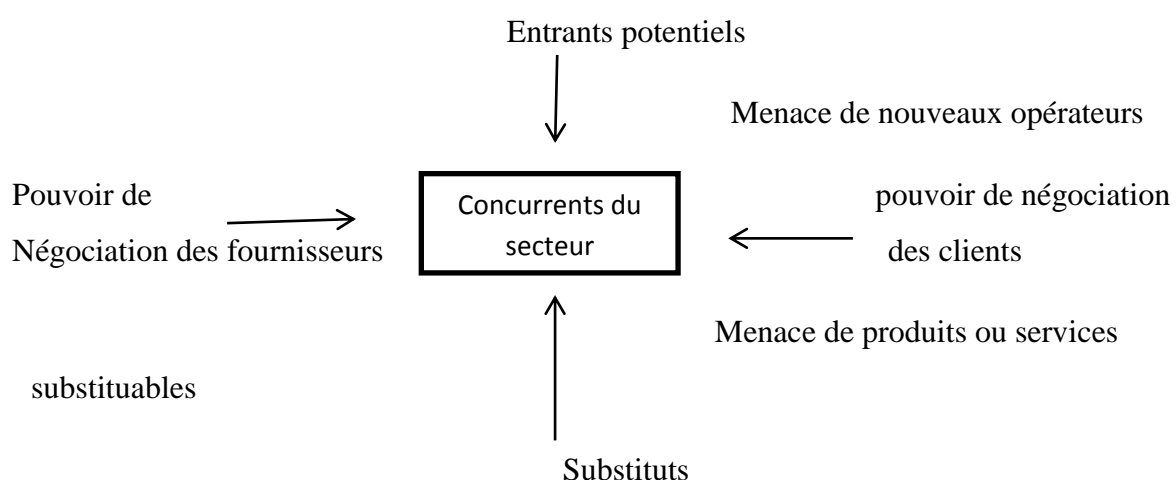 Entrants potentiels
Menace de nouveaux opérateurs
Pouvoir de
Négociation des fournisseurs
Concurrents du
secteur
pouvoir de négociation
des clients
Menace de produits ou services
substituables
Substituts